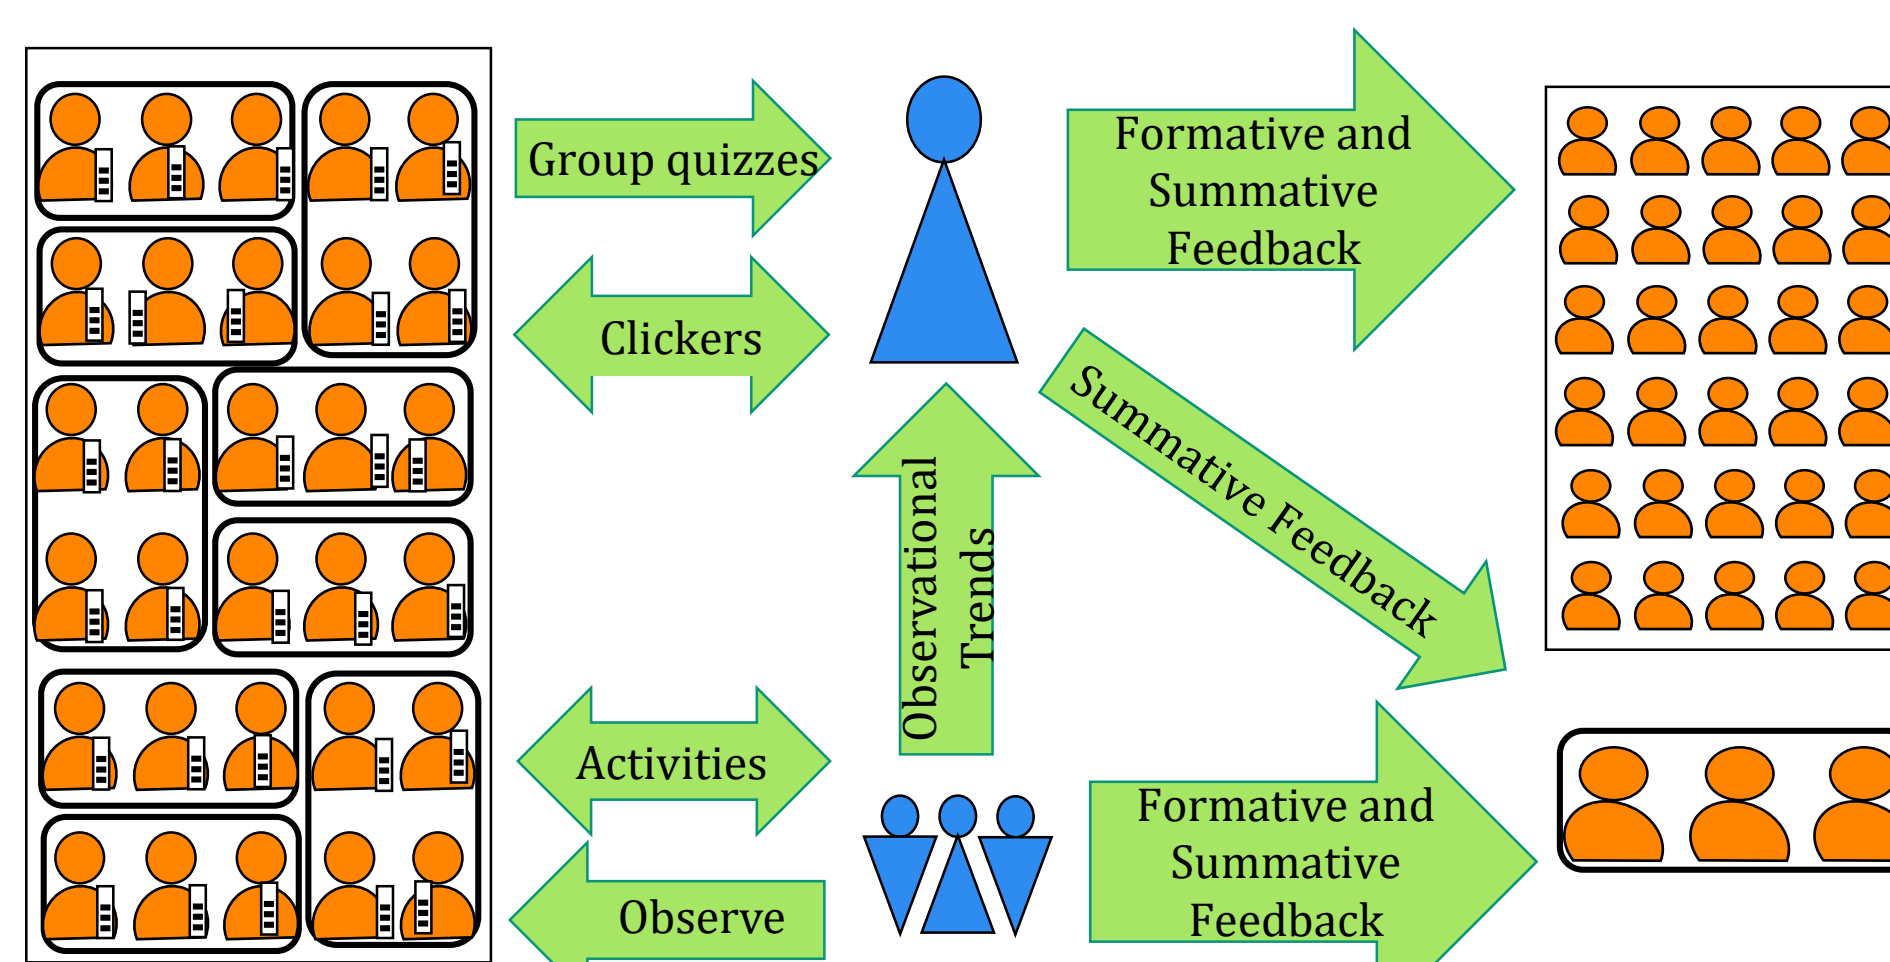 Group quizzes
Formative and
Summative
Feedback
Clickers
Summative Feedback
Observational
Trends
Activities
Formative and
Summative
Feedback
Observe